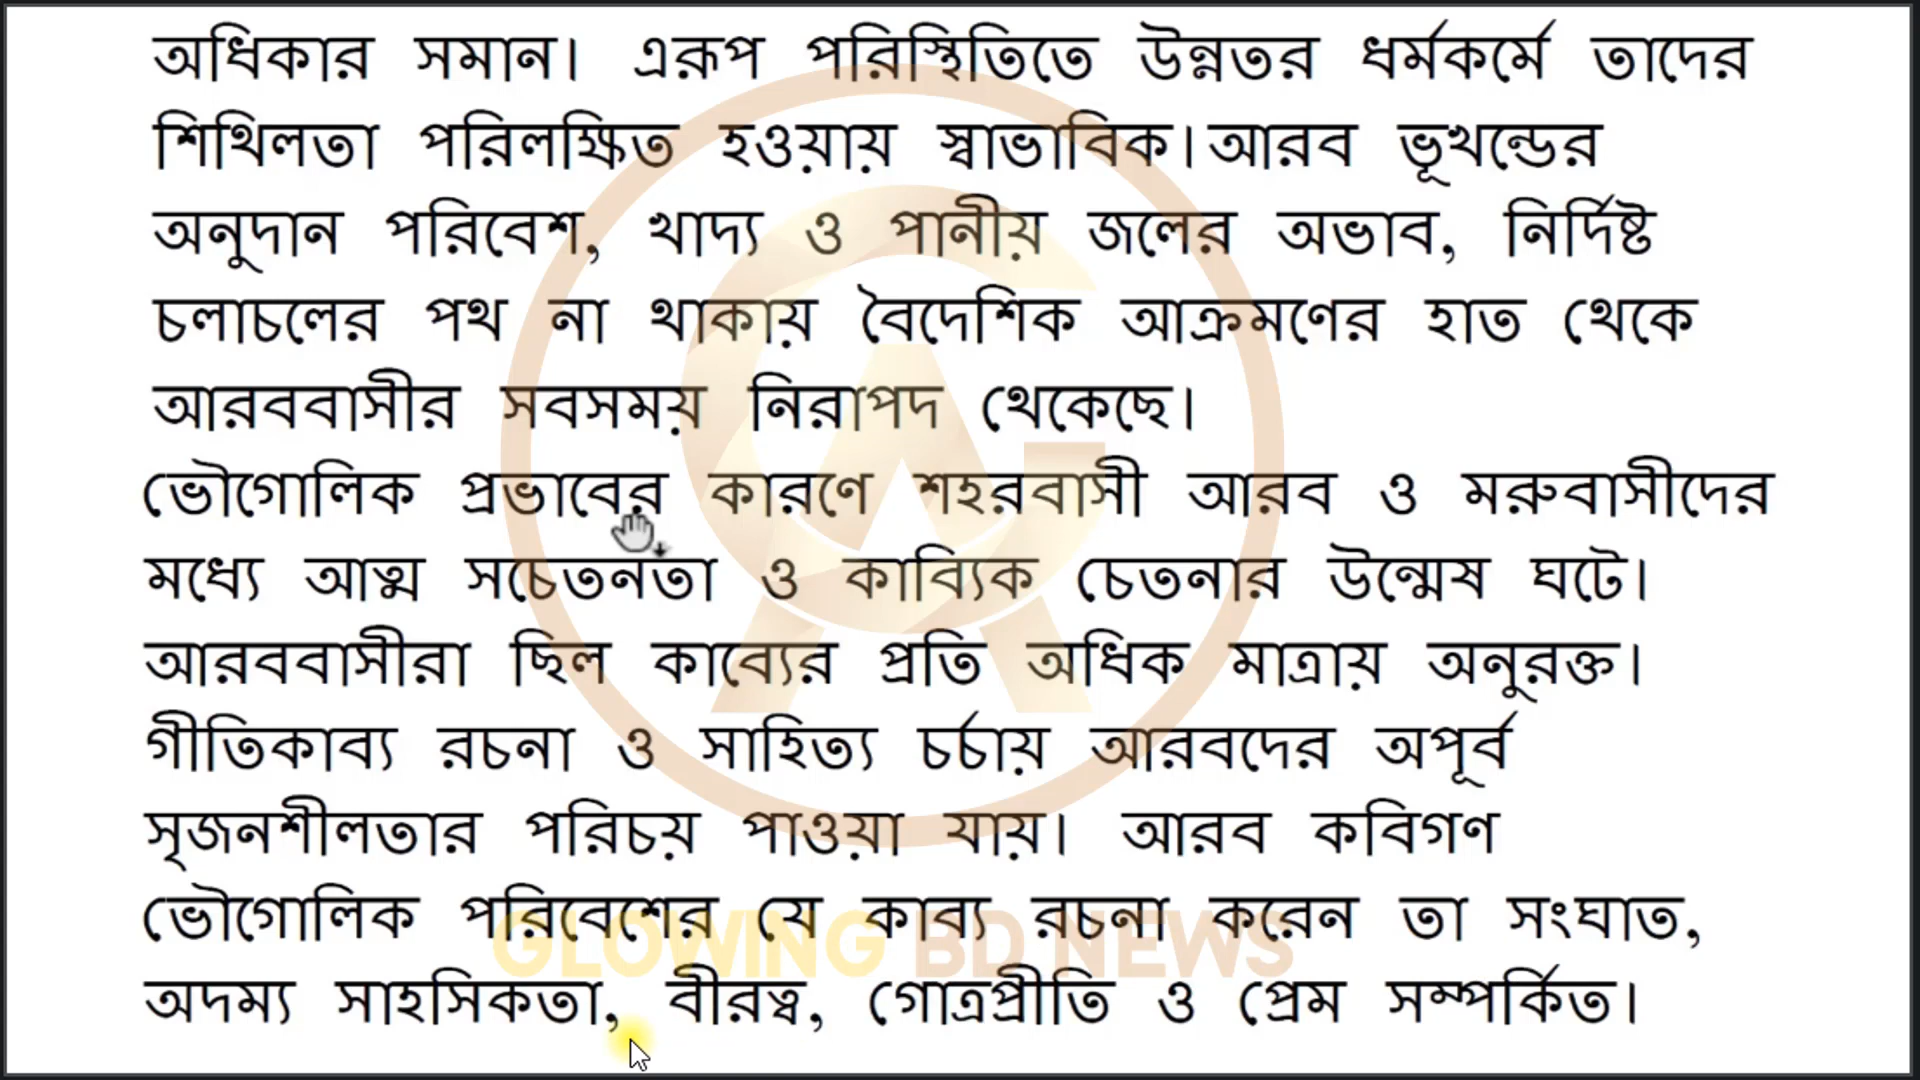 অধিকার সমান। এরূপ পরিস্থিতিতে উন্নতর ধর্মকর্মে তাদের
শিথিলতা পরিলক্ষিত হওয়ায় স্বাভাবিক। আরব ভূখন্ডের
অনুদান পরিবেশ, খাদ্য ও পানীয় জলের অভাব, নির্দিষ্ট
চলাচলের পথ না থাকায় বৈদেশিক আক্রমণের হাত থেকে
আরববাসীর সবসময় নিরাপদ থেকেছে।
ভৌগোলিক প্রভাবের কারণে শহরবাসী আরব ও মরুবাসীদের
মধ্যে আত্ম সচেতনতা ও কাব্যিক চেতনার উন্মেষ ঘটে।
আরববাসীরা ছিল কাব্যের প্রতি অধিক মাত্রায় অনুরক্ত।
গীতিকাব্য রচনা ও সাহিত্য চর্চায় আরবদের অপূর্ব
সৃজনশীলতার পরিচয় পাওয়া যায়। আরব কবিগণ
ভৌগোলিক পরিবেশের যে কাব্য রচনা করেন তা সংঘাত,
GLOWING BD NEWS
অদম্য সাহসিকতা, বীরত্ব, গোত্রপ্রীতি ও প্রেম সম্পর্কিত।